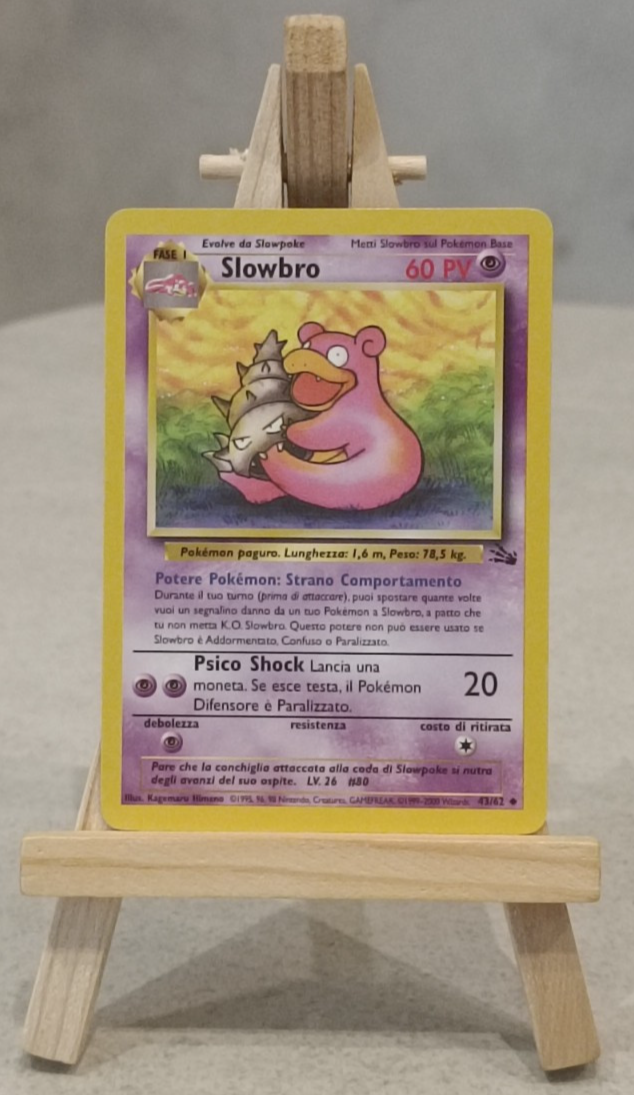 Evolve da Slowpoke Metti Slowbro sul Pokémon Base
FASE 1
Slowbro 60 PV
Pokémon paguro. Lunghezza: 1,6 m, Peso: 78,5 kg.
Potere Pokémon: Strano Comportamento
Durante il tuo turno (prima di attaccare), puoi spostare quante volte
vuoi un segnalino danno da un tuo Pokémon a Slowbro, a patto che
tu non metta K.O. Slowbro. Questo potere non può essere usato se
Slowbro è Addormentato, Confuso o Paralizzato.
Psico Shock Lancia una
moneta. Se esce testa, il Pokémon 20
Difensore è Paralizzato.
debolezza resistenza costo di ritirata
Pare che la conchiglia attaccata alla coda di Slowpoke si nutra
degli avanzi del suo ospite. LV. 26 #80
Illus. Kagemaru Himeno ©1995, 96, 98 Nintendo, Creatures, GAMEFREAK. ©1999-2000 Wizards. 43/62